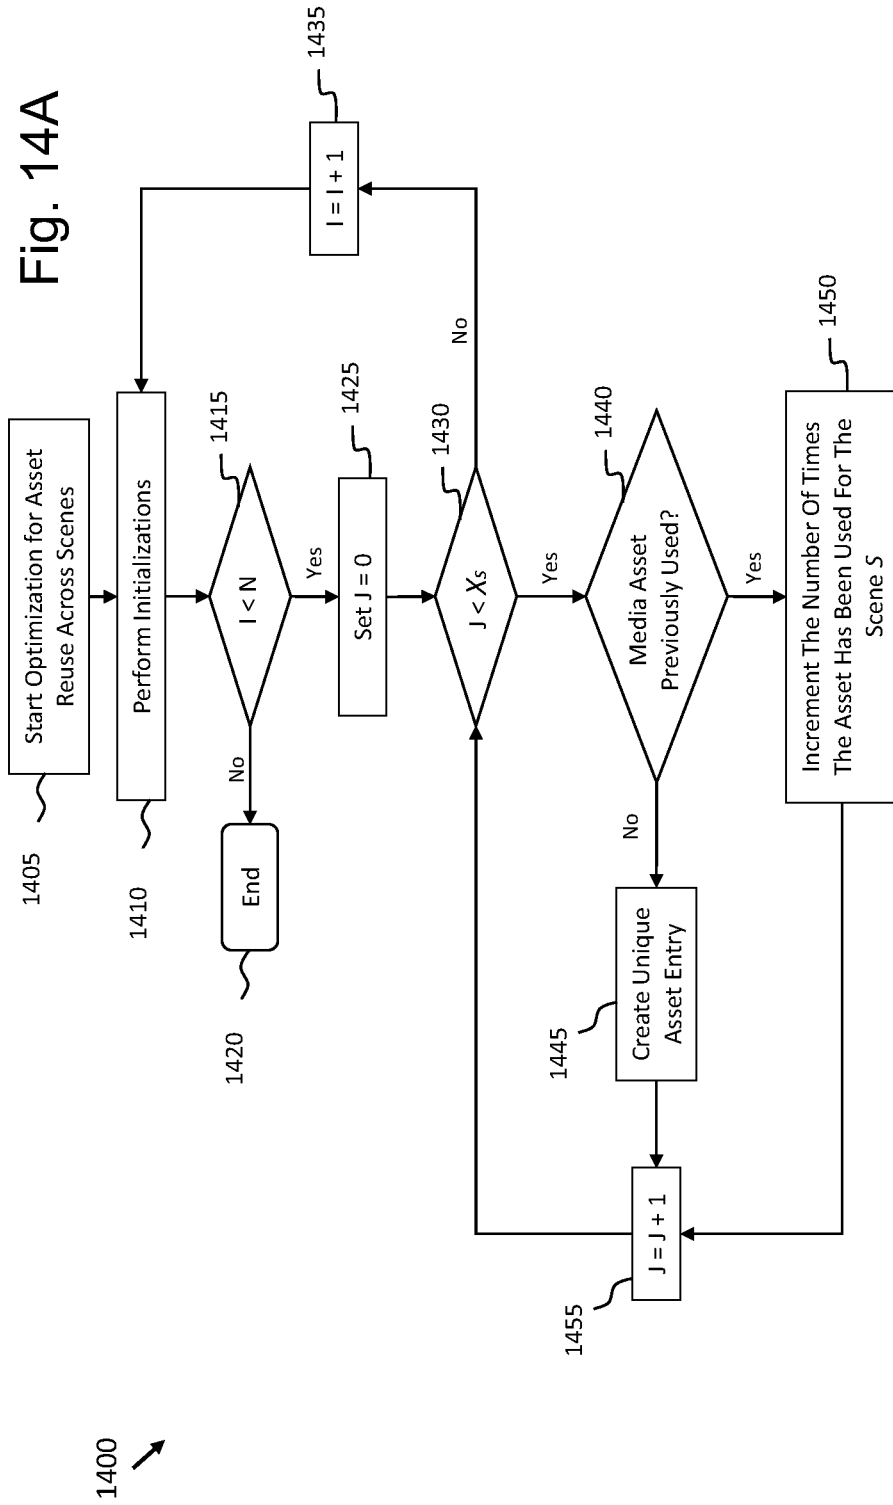 Fig. 14A
1400
1405
Start Optimization for Asset
Reuse Across Scenes
1410
Perform Initializations
1415
I < N
No
End
1420
Yes
1425
Set J = 0
1430
J < Xs
No
1435
I = I + 1
Yes
1440
Media Asset
Previously Used?
No
1445
Create Unique
Asset Entry
1455
J = J + 1
Yes
1450
Increment The Number Of Times
The Asset Has Been Used For The
Scene S